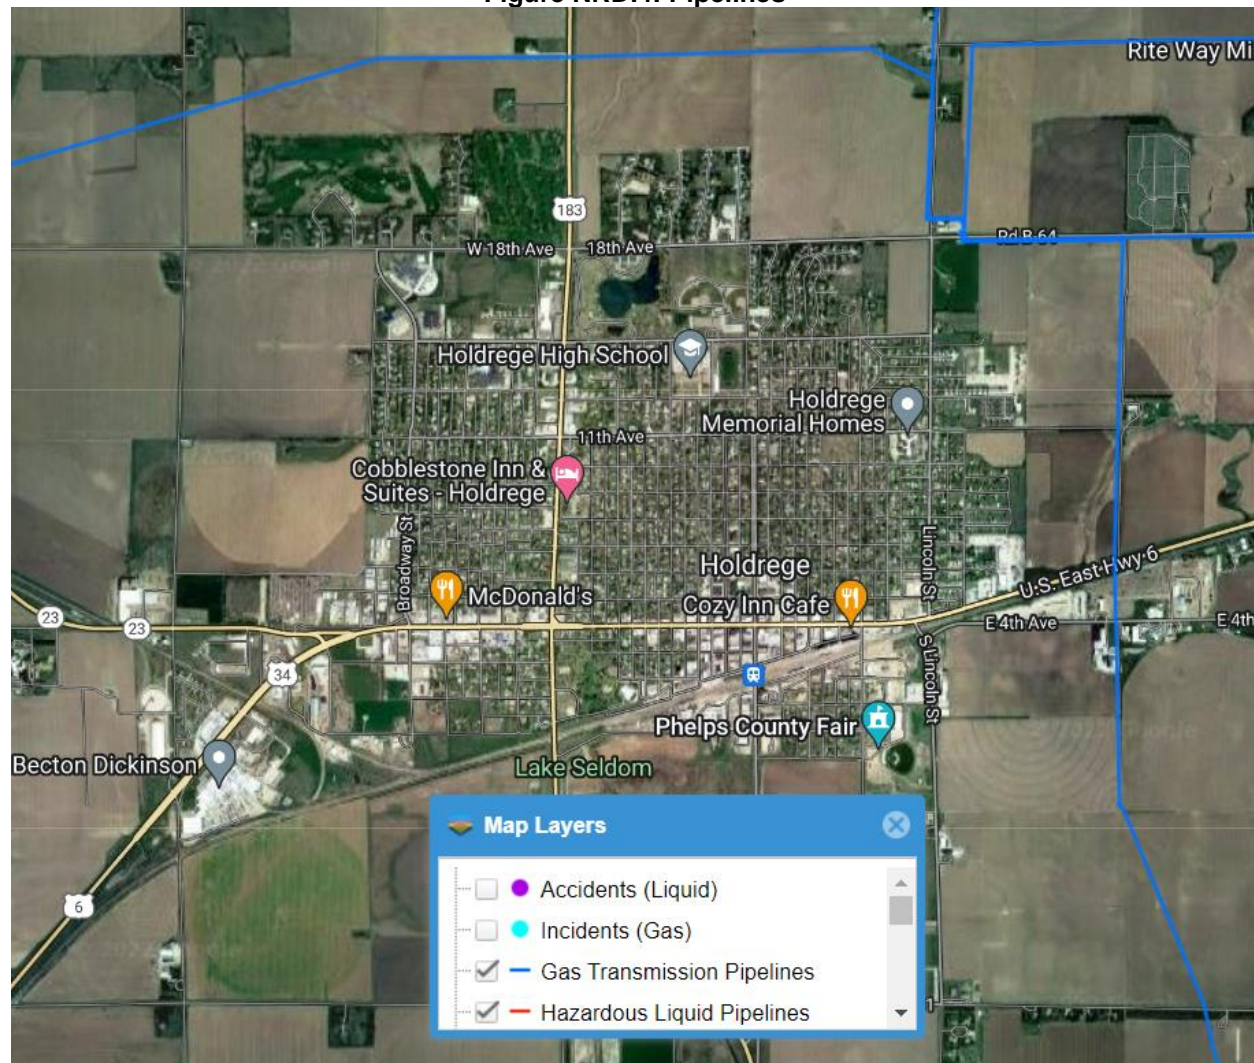 Rite Way Mi
183
W 18th Ave
18th Ave
Rd B 64
Holdrege High School
Holdrege
Memorial Homes
11th Ave
Cobblestone Inn &
Suites - Holdrege
Broadway St
Lincoln St
Holdrege
U.S. East Hwy 6
McDonald's
Cozy Inn Cafe
23
23
E 4th Ave
E 4th
34
S Lincoln St
Phelps County Fair
Becton Dickinson
Lake Seldom
Map Layers
Accidents (Liquid)
Incidents (Gas)
6
Gas Transmission Pipelines
Hazardous Liquid Pipelines
1